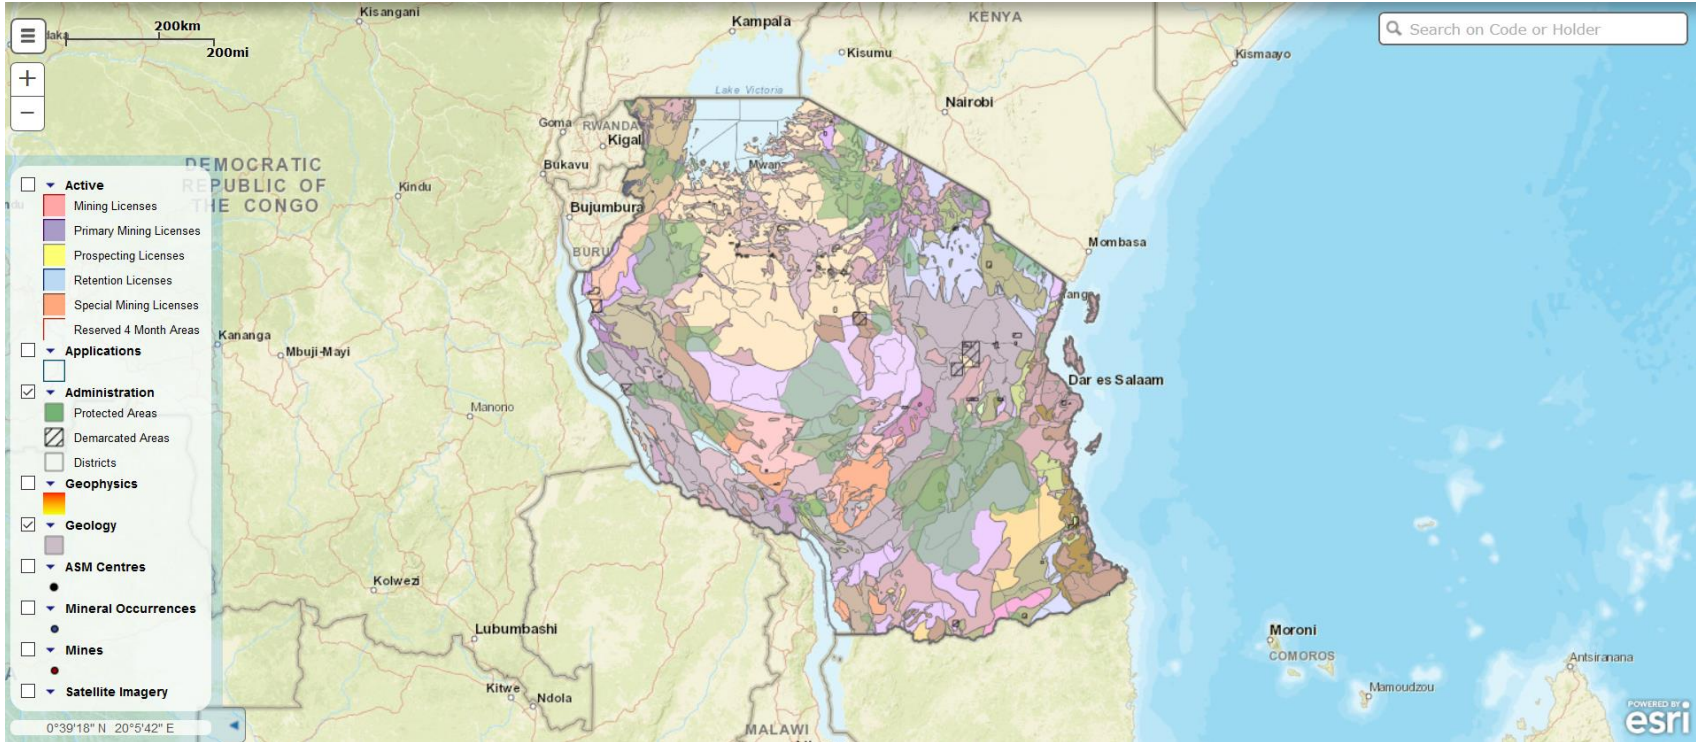 200km
200mi
Search on Code or Holder
+
−
Kisangani
Kampala
KENYA
Kisumu
Kismaayo
Lake Victoria
Nairobi
Goma
RWANDA
Kigal
DEMOCRATIC
REPUBLIC OF
THE CONGO
Bukavu
Mwan
Kindu
Bujumbura
Mombasa
BURU
Kananga
Mbuji-Mayi
Dar es Salaam
Manono
Kolwezi
Lubumbashi
Moroni
COMOROS
Antsiranana
Kitwe
Ndola
Mamoudzou
MALAWI
Active
Mining Licenses
Primary Mining Licenses
Prospecting Licenses
Retention Licenses
Special Mining Licenses
Reserved 4 Month Areas
Applications
Administration
Protected Areas
Demarcated Areas
Districts
Geophysics
Geology
ASM Centres
Mineral Occurrences
Mines
Satellite Imagery
0°39'18" N 20°5'42" E
POWERED BY
esri